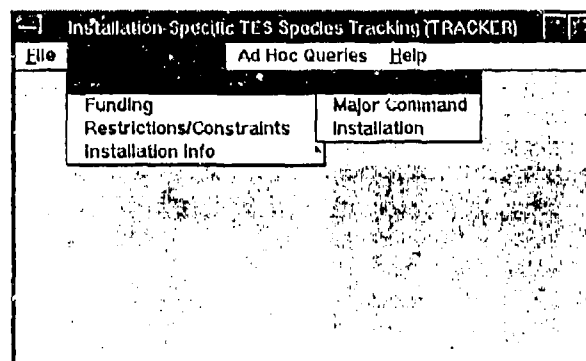 Installation-Specific TES Species Tracking (TRACKER)
File Ad Hoc Queries Help
Funding Major Command
Restrictions/Constraints Installation
Installation Info